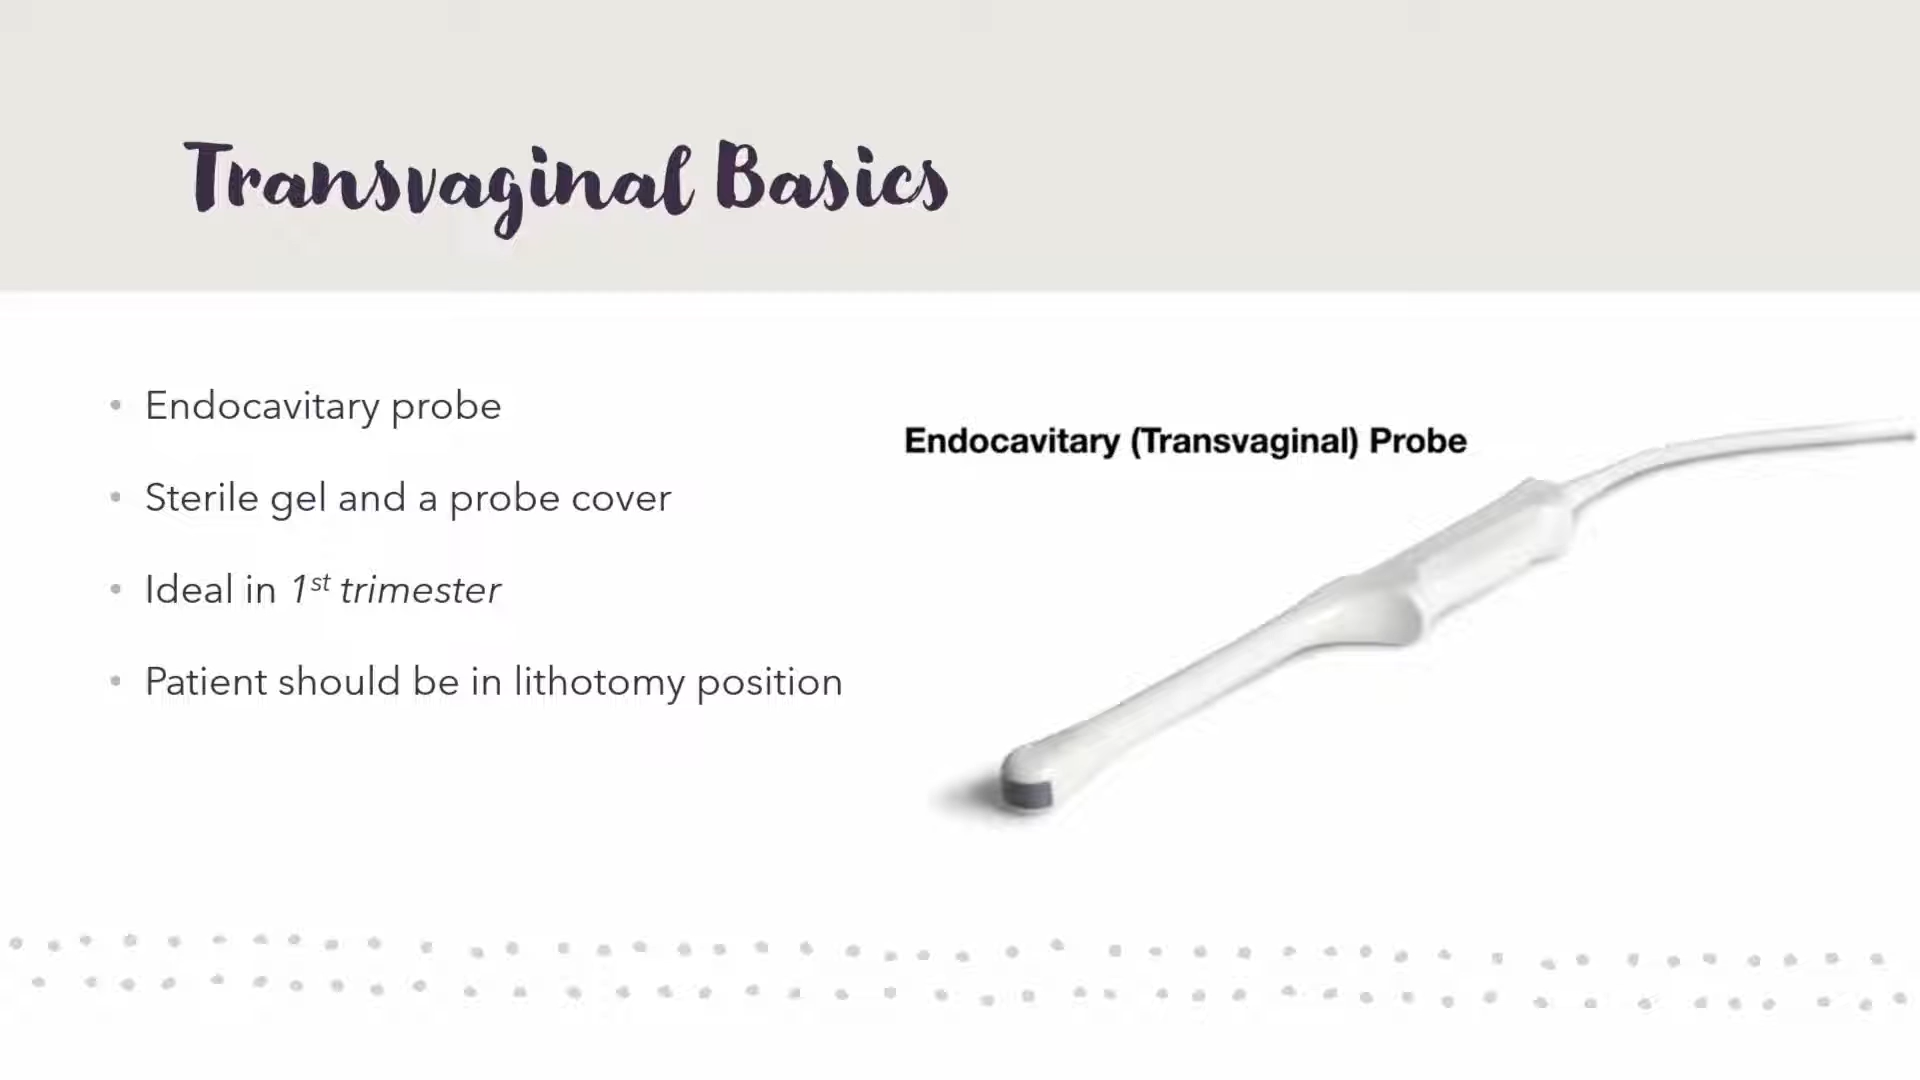 Transvaginal Basics
• Endocavitary probe
• Sterile gel and a probe cover
• Ideal in 1st trimester
• Patient should be in lithotomy position
Endocavitary (Transvaginal) Probe